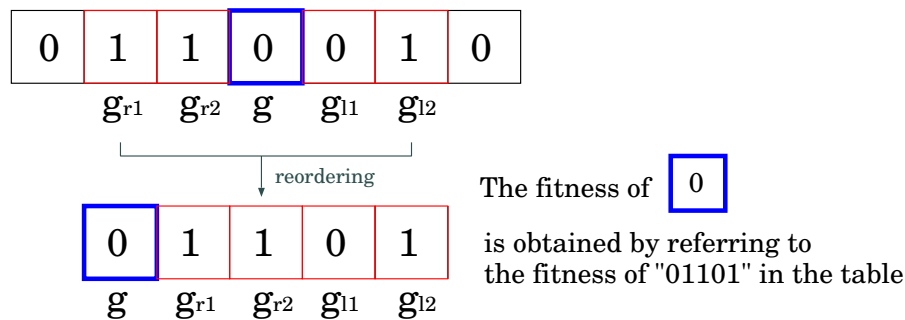 0 1 1 0 0 1 0
gr1 gr2 g gl1 gl2
reordering
The fitness of 0
0 1 1 0 1
is obtained by referring to
the fitness of "01101" in the table
g gr1 gr2 gl1 gl2